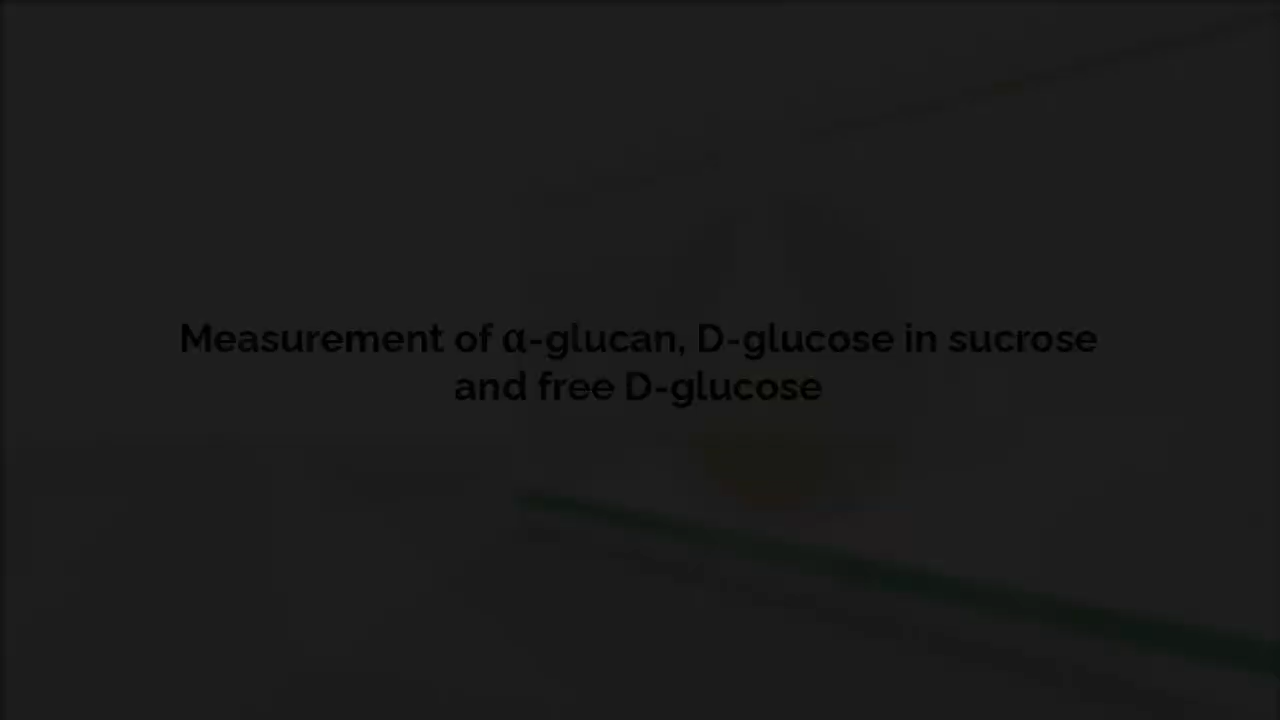 Measurement of α-glucan, D-glucose in sucrose
and free D-glucose